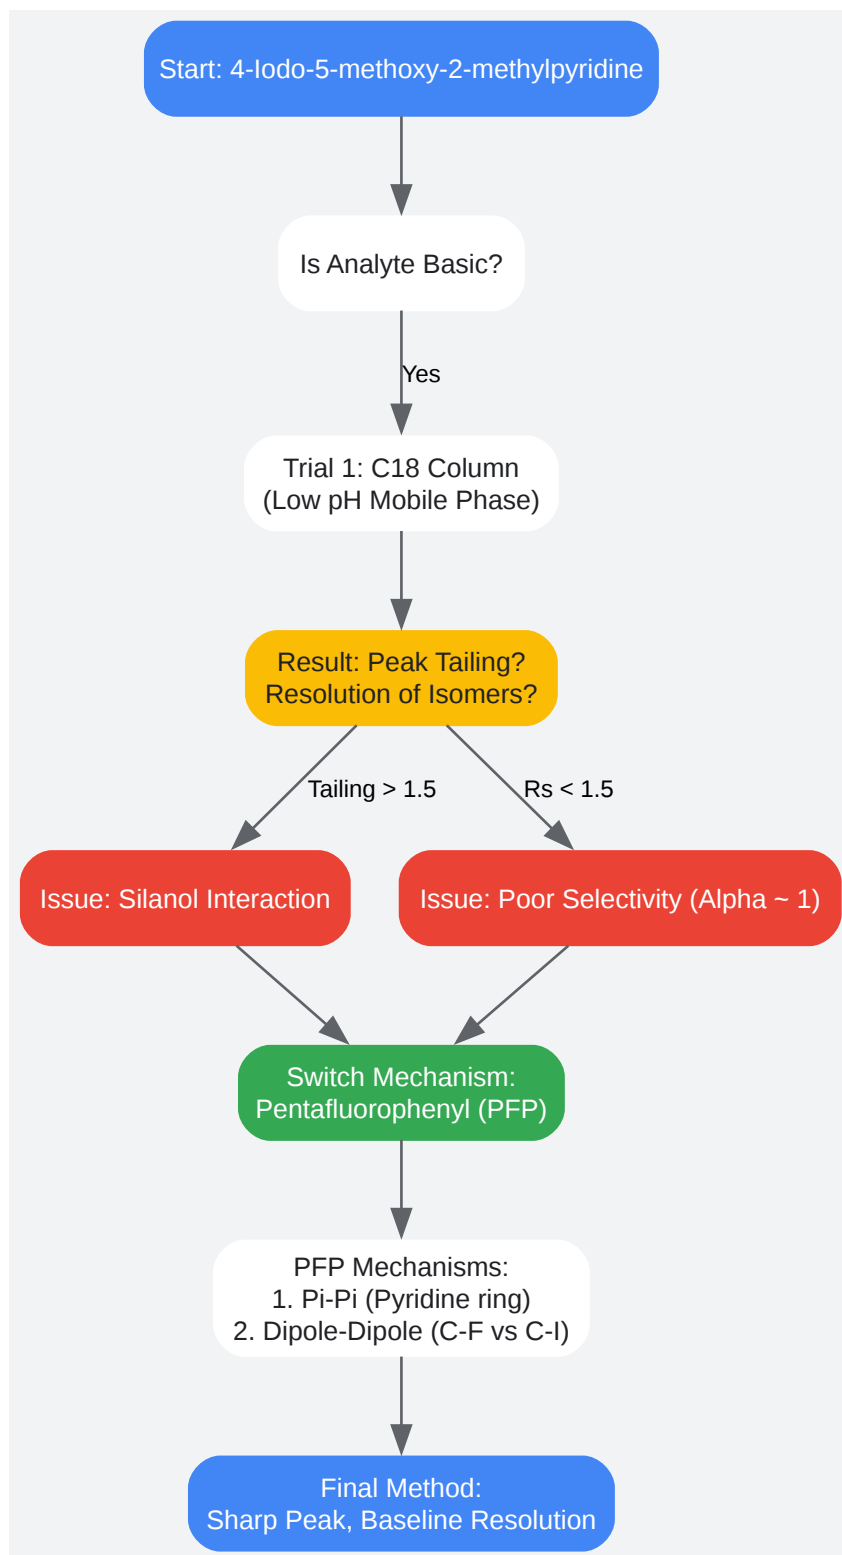 Start: 4-Iodo-5-methoxy-2-methylpyridine
Is Analyte Basic?
Yes
Trial 1: C18 Column
(Low pH Mobile Phase)
Result: Peak Tailing?
Resolution of Isomers?
Tailing > 1.5
Rs < 1.5
Issue: Silanol Interaction
Issue: Poor Selectivity (Alpha ~ 1)
Switch Mechanism:
Pentafluorophenyl (PFP)
PFP Mechanisms:
1. Pi-Pi (Pyridine ring)
2. Dipole-Dipole (C-F vs C-I)
Final Method:
Sharp Peak, Baseline Resolution